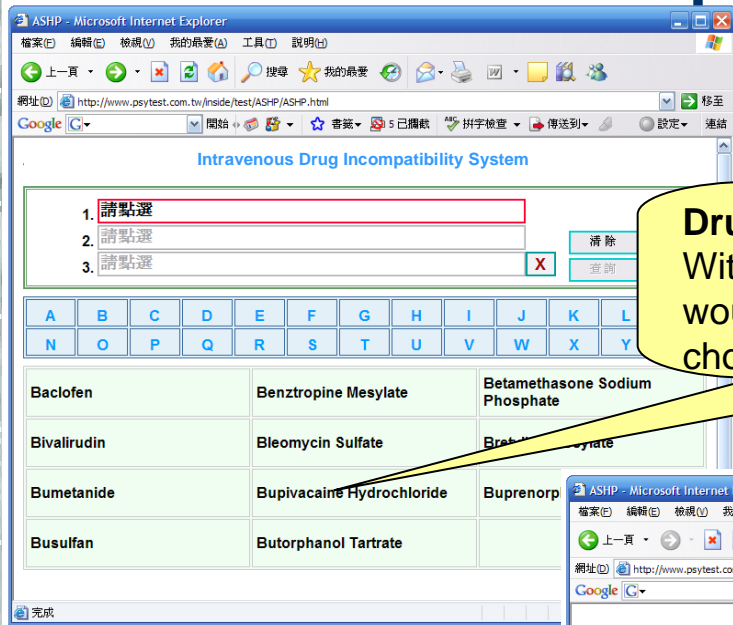 ASHP - Microsoft Internet Explorer
檔案(F) 編輯(E) 檢視(V) 我的最愛(A) 工具(T) 說明(H)
上一頁 搜尋 我的最愛
網址(D) http://www.psytest.com.tw/inside/test/ASHP/ASHP.html 移至
Google G 開始 書籤 5 已攔截 拼字檢查 傳送到 設定 連結
Intravenous Drug Incompatibility System
1. 請點選
2. 請點選 清除
3. 請點選 X 查詢
A B C D E F G H I J K L
N O P Q R S T U V W X Y
Baclofen Benztropine Mesylate Betamethasone Sodium
Phosphate
Bivalirudin Bleomycin Sulfate
Bumetanide Bupivacaine Hydrochloride
Busulfan Butorphanol Tartrate
完成
ASHP - Microsoft Internet
檔案(F) 編輯(E) 檢視(V) 我
上一頁
網址(D) http://www.psytest.co
Google G